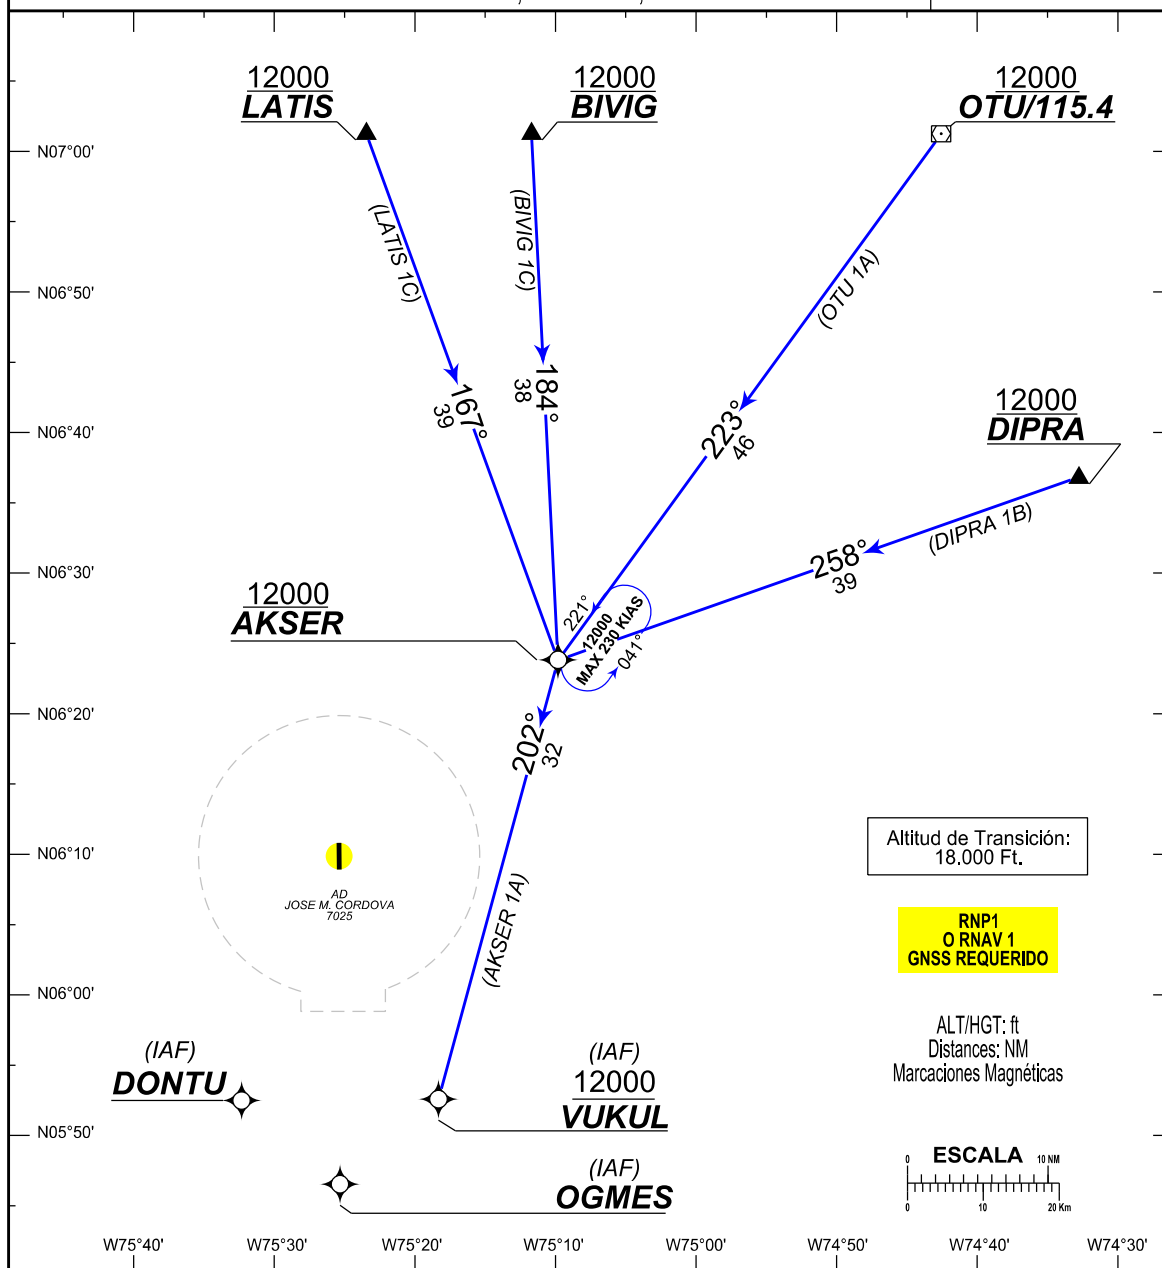 12000
LATIS
12000
BIVIG
12000
OTU/115.4
N07°00'
(LATIS 1C)
(BIVIG 1C)
(OTU 1A)
N06°50'
167°
39
184°
38
223°
46
N06°40'
12000
DIPRA
(DIPRA 1B)
258°
39
N06°30'
12000
AKSER
221°
12000
MAX 230 KIAS
041°
N06°20'
202°
32
N06°10'
AD
JOSE M. CORDOVA
7025
(AKSER 1A)
Altitud de Transición:
18.000 Ft.
RNP1
O RNAV 1
GNSS REQUERIDO
N06°00'
ALT/HGT: ft
Distances: NM
Marcaciones Magnéticas
(IAF)
DONTU
(IAF)
12000
VUKUL
N05°50'
(IAF)
OGMES
0 ESCALA 10 NM
0 10 20 Km
W75°40' W75°30' W75°20' W75°10' W75°00' W74°50' W74°40' W74°30'